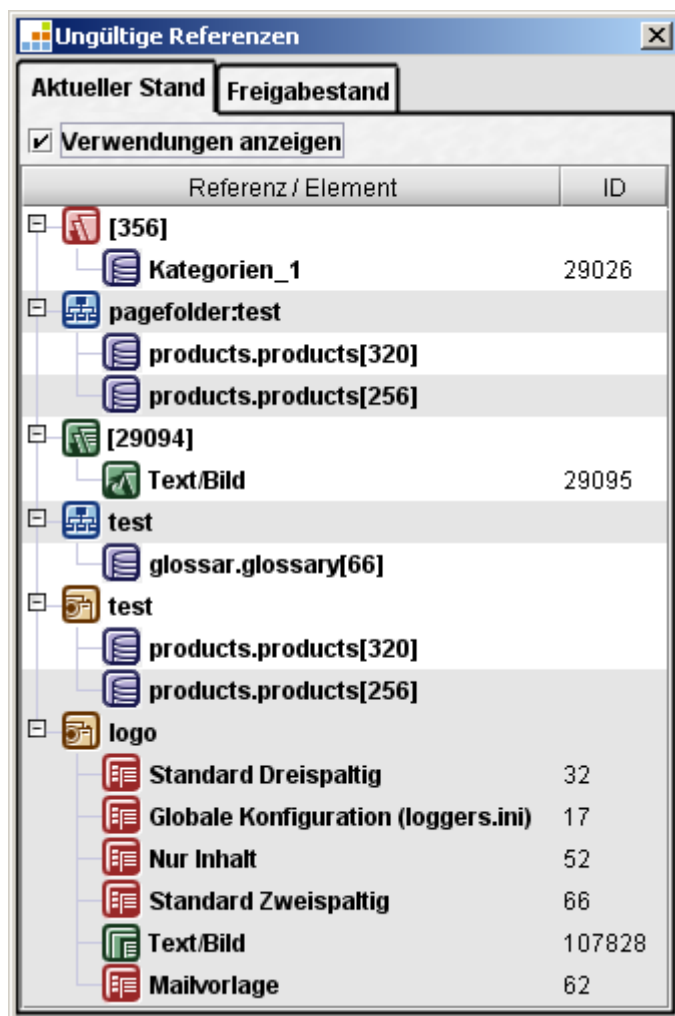 Ungültige Referenzen
Aktueller Stand Freigabestand
Verwendungen anzeigen
Referenz / Element ID
[356]
Kategorien_1 29026
pagefolder:test
products.products[320]
products.products[256]
[29094]
Text/Bild 29095
test
glossar.glossary[66]
test
products.products[320]
products.products[256]
logo
Standard Dreispaltig 32
Globale Konfiguration (loggers.ini) 17
Nur Inhalt 52
Standard Zweispaltig 66
Text/Bild 107828
Mailvorlage 62